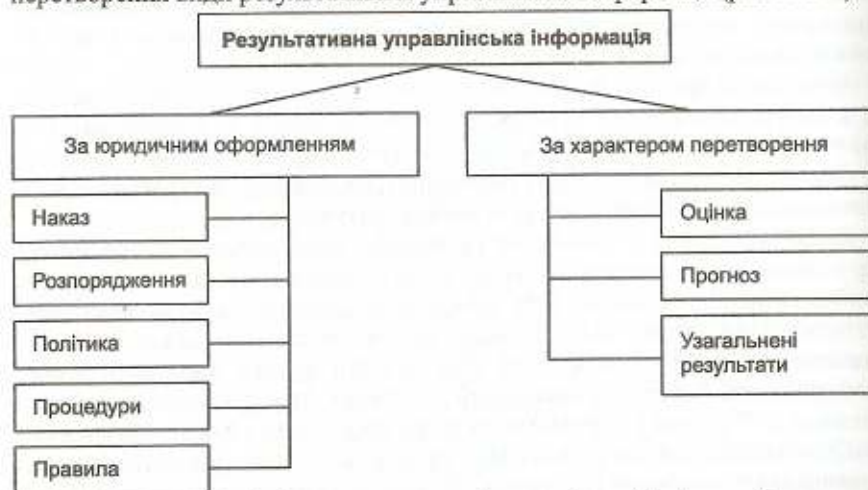 Результативна управлінська інформація
За юридичним оформленням
Наказ
Розпорядження
Політика
Процедури
Правила
За характером перетворення
Оцінка
Прогноз
Узагальнені
результати